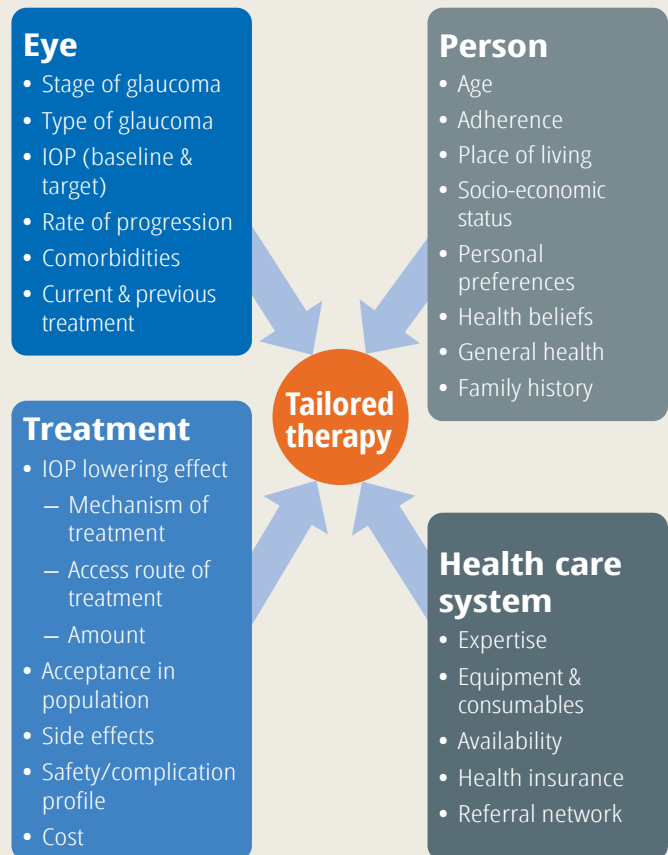 Eye
• Stage of glaucoma
• Type of glaucoma
• IOP (baseline &
target)
• Rate of progression
• Comorbidities
• Current & previous
treatment
Person
• Age
• Adherence
• Place of living
• Socio-economic
status
• Personal
preferences
• Health beliefs
• General health
• Family history
Tailored
therapy
Treatment
• IOP lowering effect
– Mechanism of
treatment
– Access route of
treatment
– Amount
• Acceptance in
population
• Side effects
• Safety/complication
profile
• Cost
Health care
system
• Expertise
• Equipment &
consumables
• Availability
• Health insurance
• Referral network